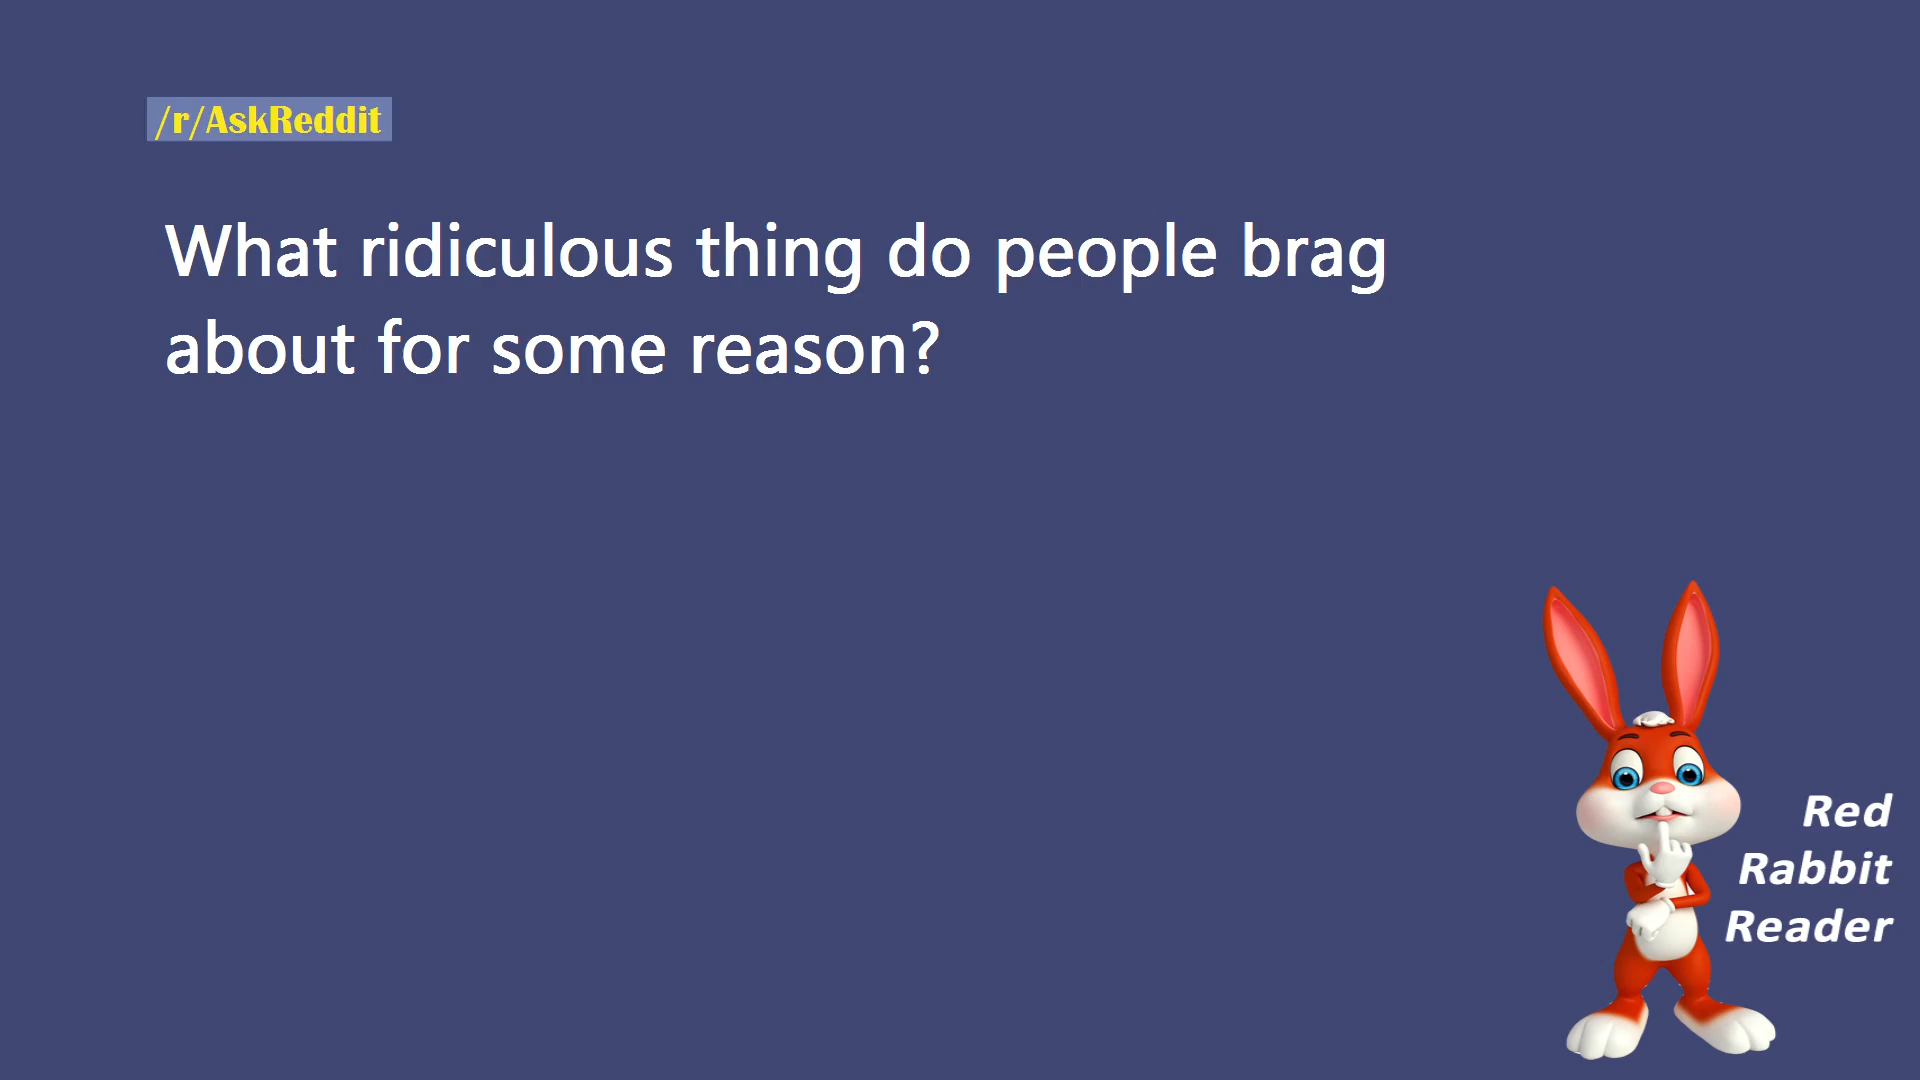 /r/AskReddit
What ridiculous thing do people brag
about for some reason?
Red
Rabbit
Reader